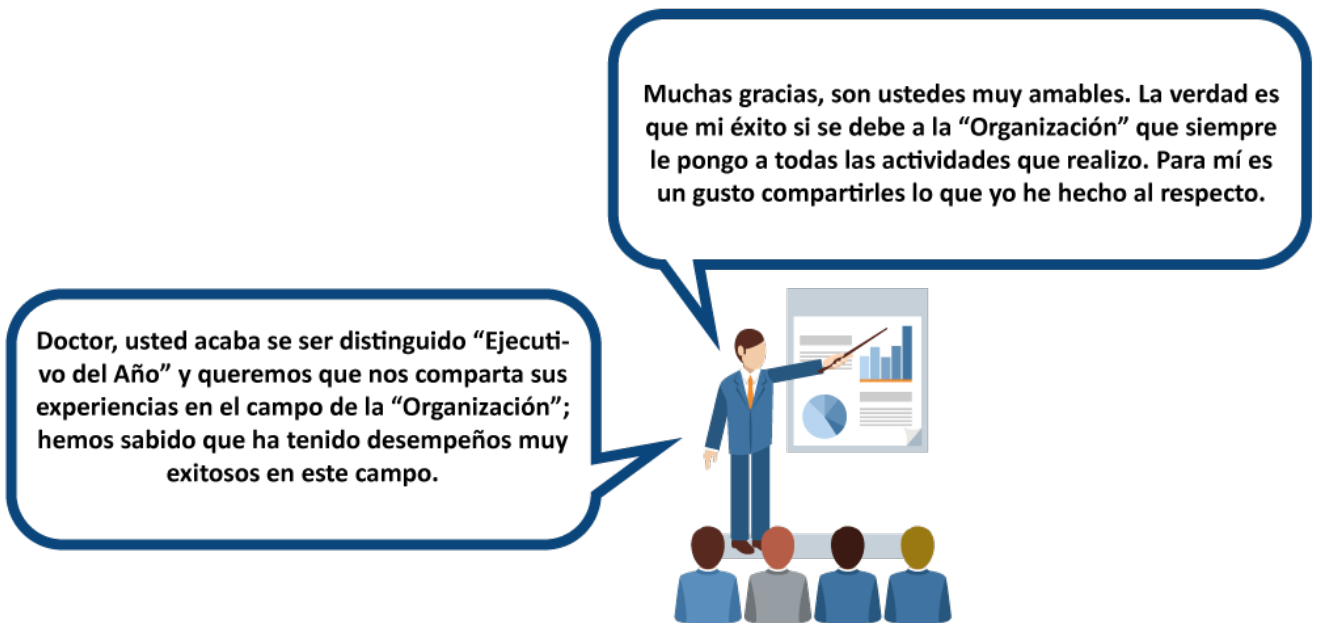 Doctor, usted acaba se ser distinguido “Ejecuti-
vo del Año” y queremos que nos comparta sus
experiencias en el campo de la “Organización”;
hemos sabido que ha tenido desempeños muy
exitosos en este campo.
Muchas gracias, son ustedes muy amables. La verdad es
que mi éxito si se debe a la “Organización” que siempre
le pongo a todas las actividades que realizo. Para mí es
un gusto compartirles lo que yo he hecho al respecto.